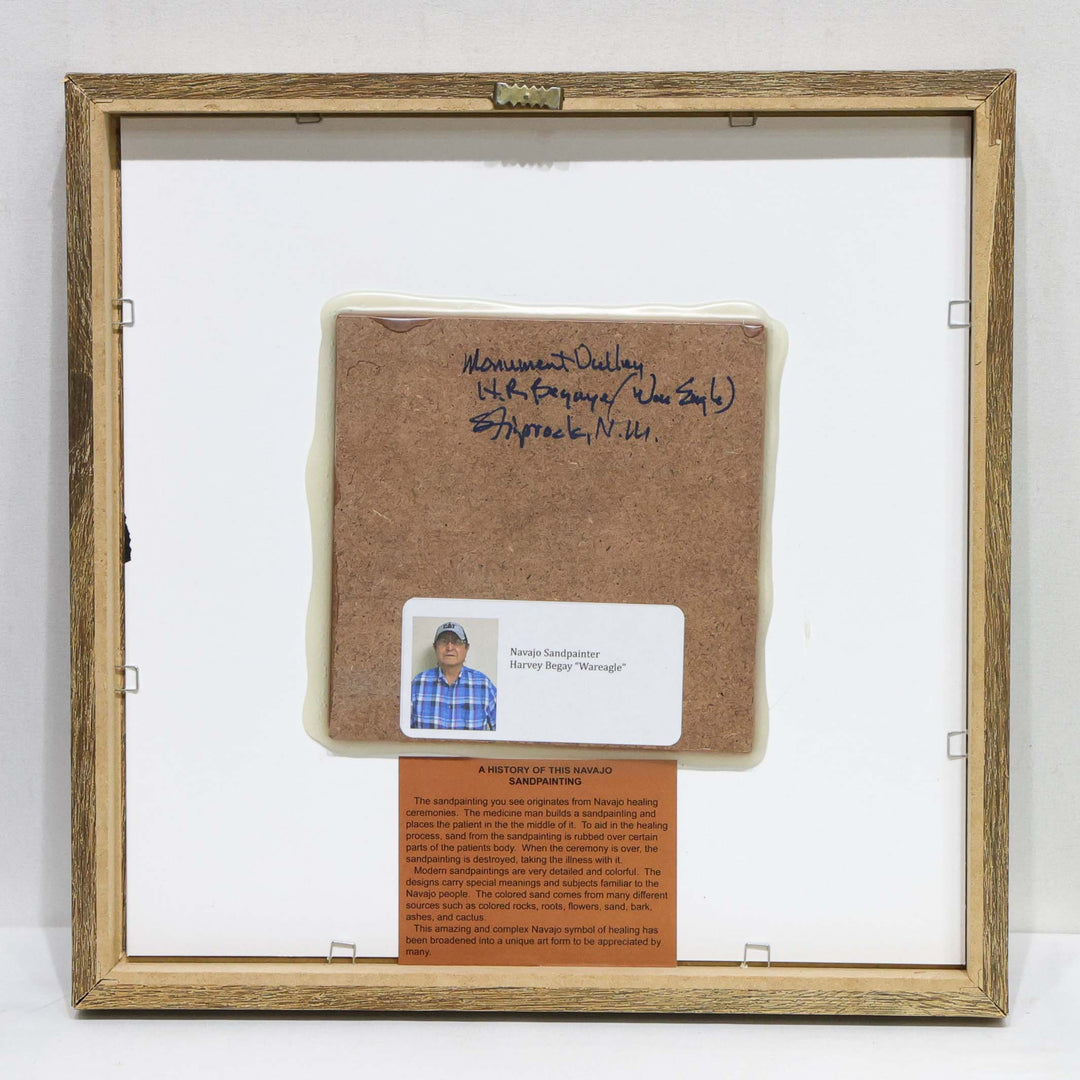 Monument Valley
H.R. Begaye (War Eagle)
Shiprock, N.M.
CAT
Navajo Sandpainter
Harvey Begay “Wareagle”
A HISTORY OF THIS NAVAJO
SANDPAINTING
The sandpainting you see originates from Navajo healing
ceremonies. The medicine man builds a sandpainting and
places the patient in the the middle of it. To aid in the healing
process, sand from the sandpainting is rubbed over certain
parts of the patients body. When the ceremony is over, the
sandpainting is destroyed, taking the illness with it.
Modern sandpaintings are very detailed and colorful. The
designs carry special meanings and subjects familiar to the
Navajo people. The colored sand comes from many different
sources such as colored rocks, roots, flowers, sand, bark,
ashes, and cactus.
This amazing and complex Navajo symbol of healing has
been broadened into a unique art form to be appreciated by
many.